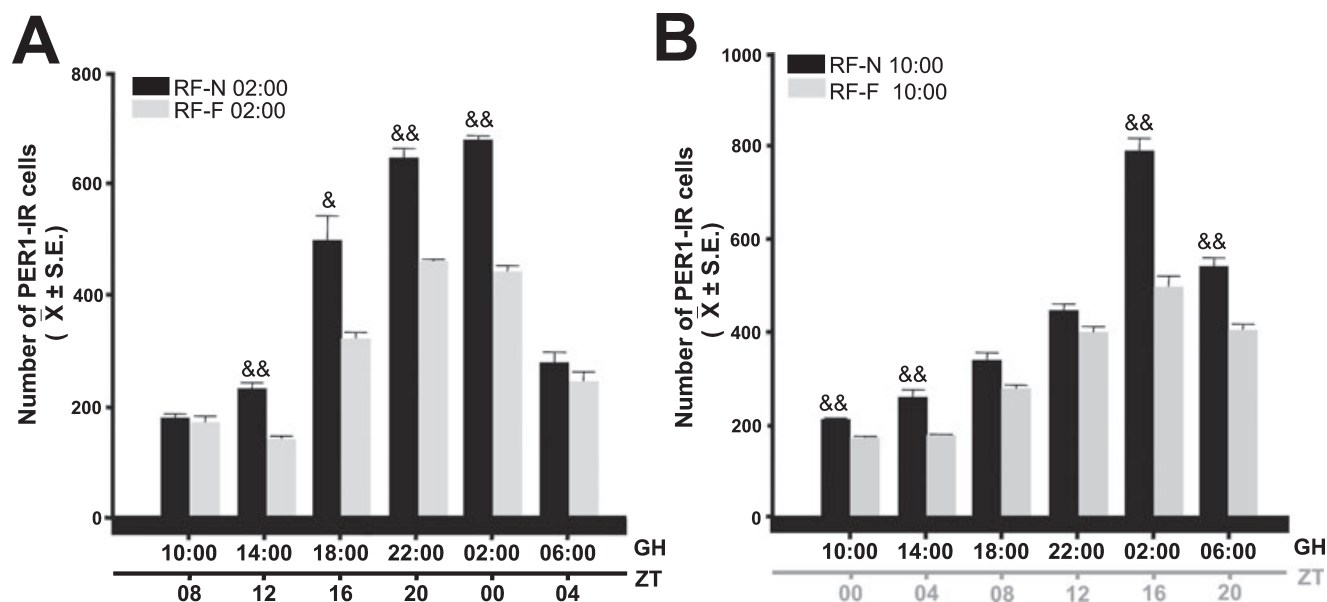 A
Number of PER1-IR cells
( X̄ ± S.E.)
800
600
400
200
0
RF-N 02:00
RF-F 02:00
&&
&
&&
&&
10:00 14:00 18:00 22:00 02:00 06:00 GH
08 12 16 20 00 04 ZT
B
Number of PER1-IR cells
( X̄ ± S.E.)
1000
800
600
400
200
0
RF-N 10:00
RF-F 10:00
&&
&&
&&
&&
10:00 14:00 18:00 22:00 02:00 06:00 GH
00 04 08 12 16 20 ZT